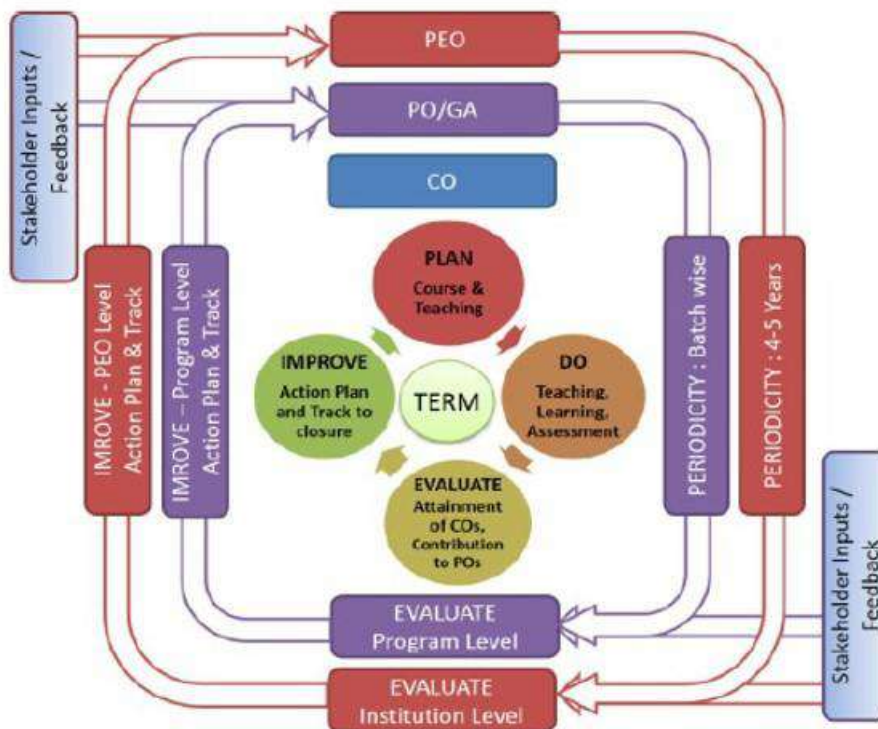 PEO
PO/GA
CO
Stakeholder Inputs /
Feedback
PLAN
Course &
Teaching
IMPROVE
Action Plan
and Track to
closure
TERM
DO
Teaching,
Learning,
Assessment
EVALUATE
Attainment
of COs,
Contribution
to POs
IMROVE - PEO Level
Action Plan & Track
IMROVE – Program Level
Action Plan & Track
PERIODICITY : Batch wise
PERIODICITY : 4-5 Years
EVALUATE
Program Level
EVALUATE
Institution Level
Stakeholder Inputs /
Feedback